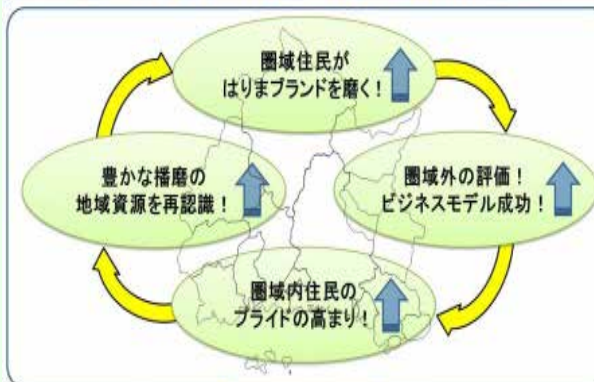 圏域住民が
はりまブランドを磨く！
豊かな播磨の
地域資源を再認識！
圏域外の評価！
ビジネスモデル成功！
圏域内住民の
プライドの高まり！